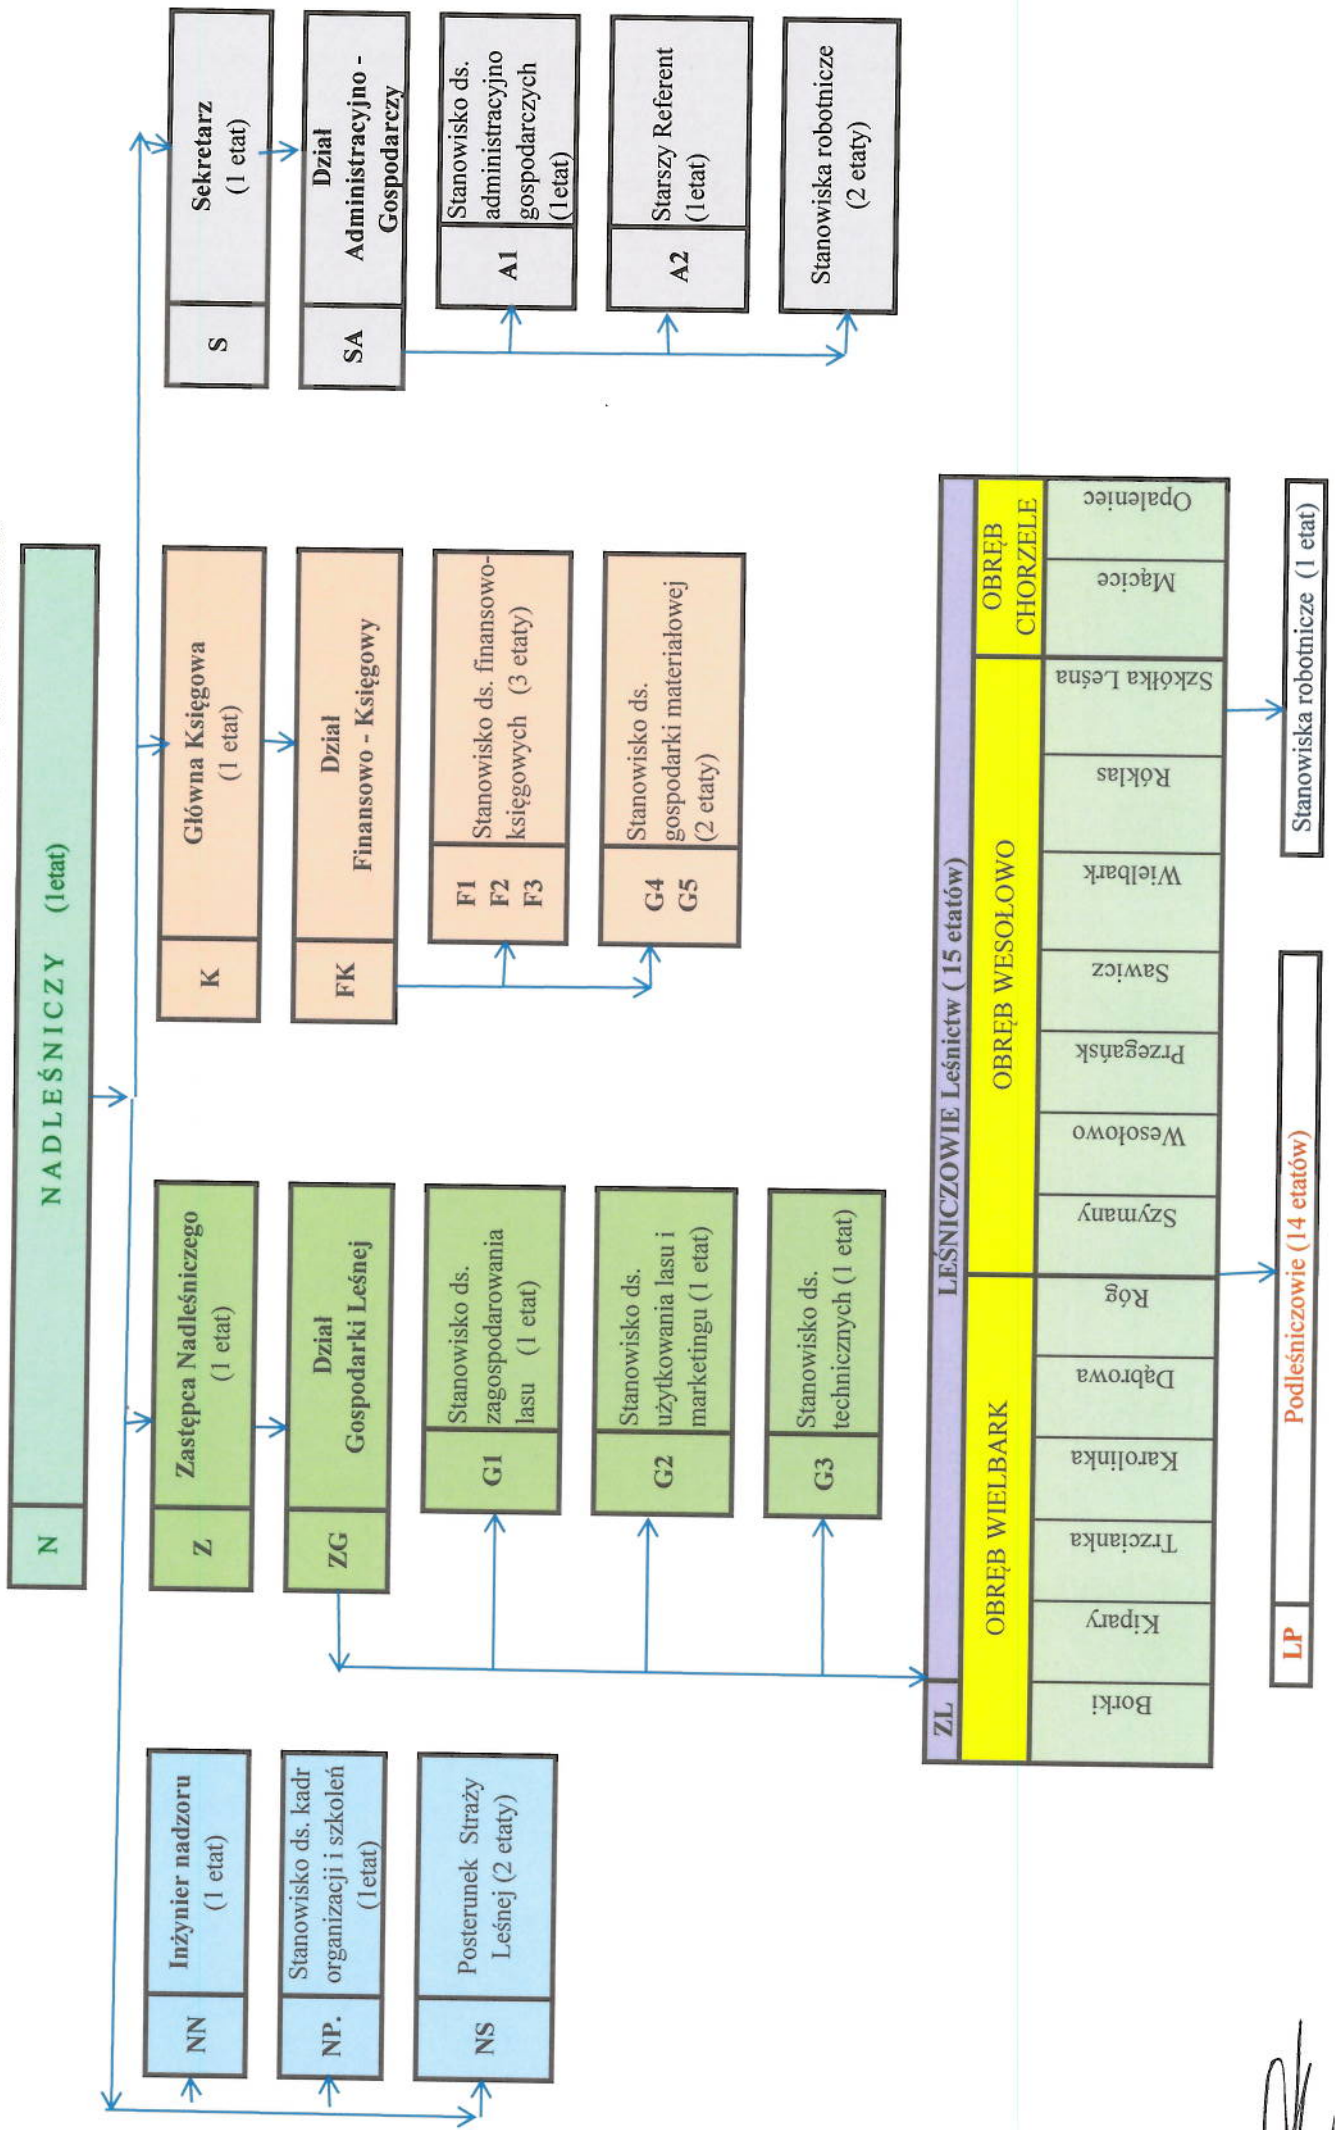 N
NADLEŚNICZY (1etat)
NN
Inżynier nadzoru
(1 etat)
NP.
Stanowisko ds. kadr
organizacji i szkoleń
(1etat)
NS
Posterunek Straży
Leśnej (2 etaty)
Z
Zastępca Nadleśniczego
(1 etat)
ZG
Dział
Gospodarki Leśnej
G1
Stanowisko ds.
zagospodarowania
lasu (1 etat)
G2
Stanowisko ds.
użytkowania lasu i
marketingu (1 etat)
G3
Stanowisko ds.
technicznych (1 etat)
K
Główna Księgowa
(1 etat)
FK
Dział
Finansowo - Księgowy
F1
F2
F3
Stanowisko ds. finansowo-
księgowych (3 etaty)
G4
G5
Stanowisko ds.
gospodarki materiałowej
(2 etaty)
S
Sekretarz
(1 etat)
SA
Dział
Administracyjno -
Gospodarczy
A1
Stanowisko ds.
administracyjno
gospodarczych
(1etat)
A2
Starszy Referent
(1etat)
Stanowiska robotnicze
(2 etaty)
ZL
LEŚNICZOWIE Leśnictw ( 15 etatów)
OBRĘB WIELBARK
OBRĘB WESOŁOWO
OBRĘB
CHORZELE
Borki
Kipary
Trzcianka
Karolinka
Dąbrowa
Róg
Szymany
Wesołowo
Przegańsk
Sawicz
Wielbark
Róklas
Szkółka Leśna
Mącice
Opaleniec
LP
Podleśniczowie (14 etatów)
Stanowiska robotnicze (1 etat)